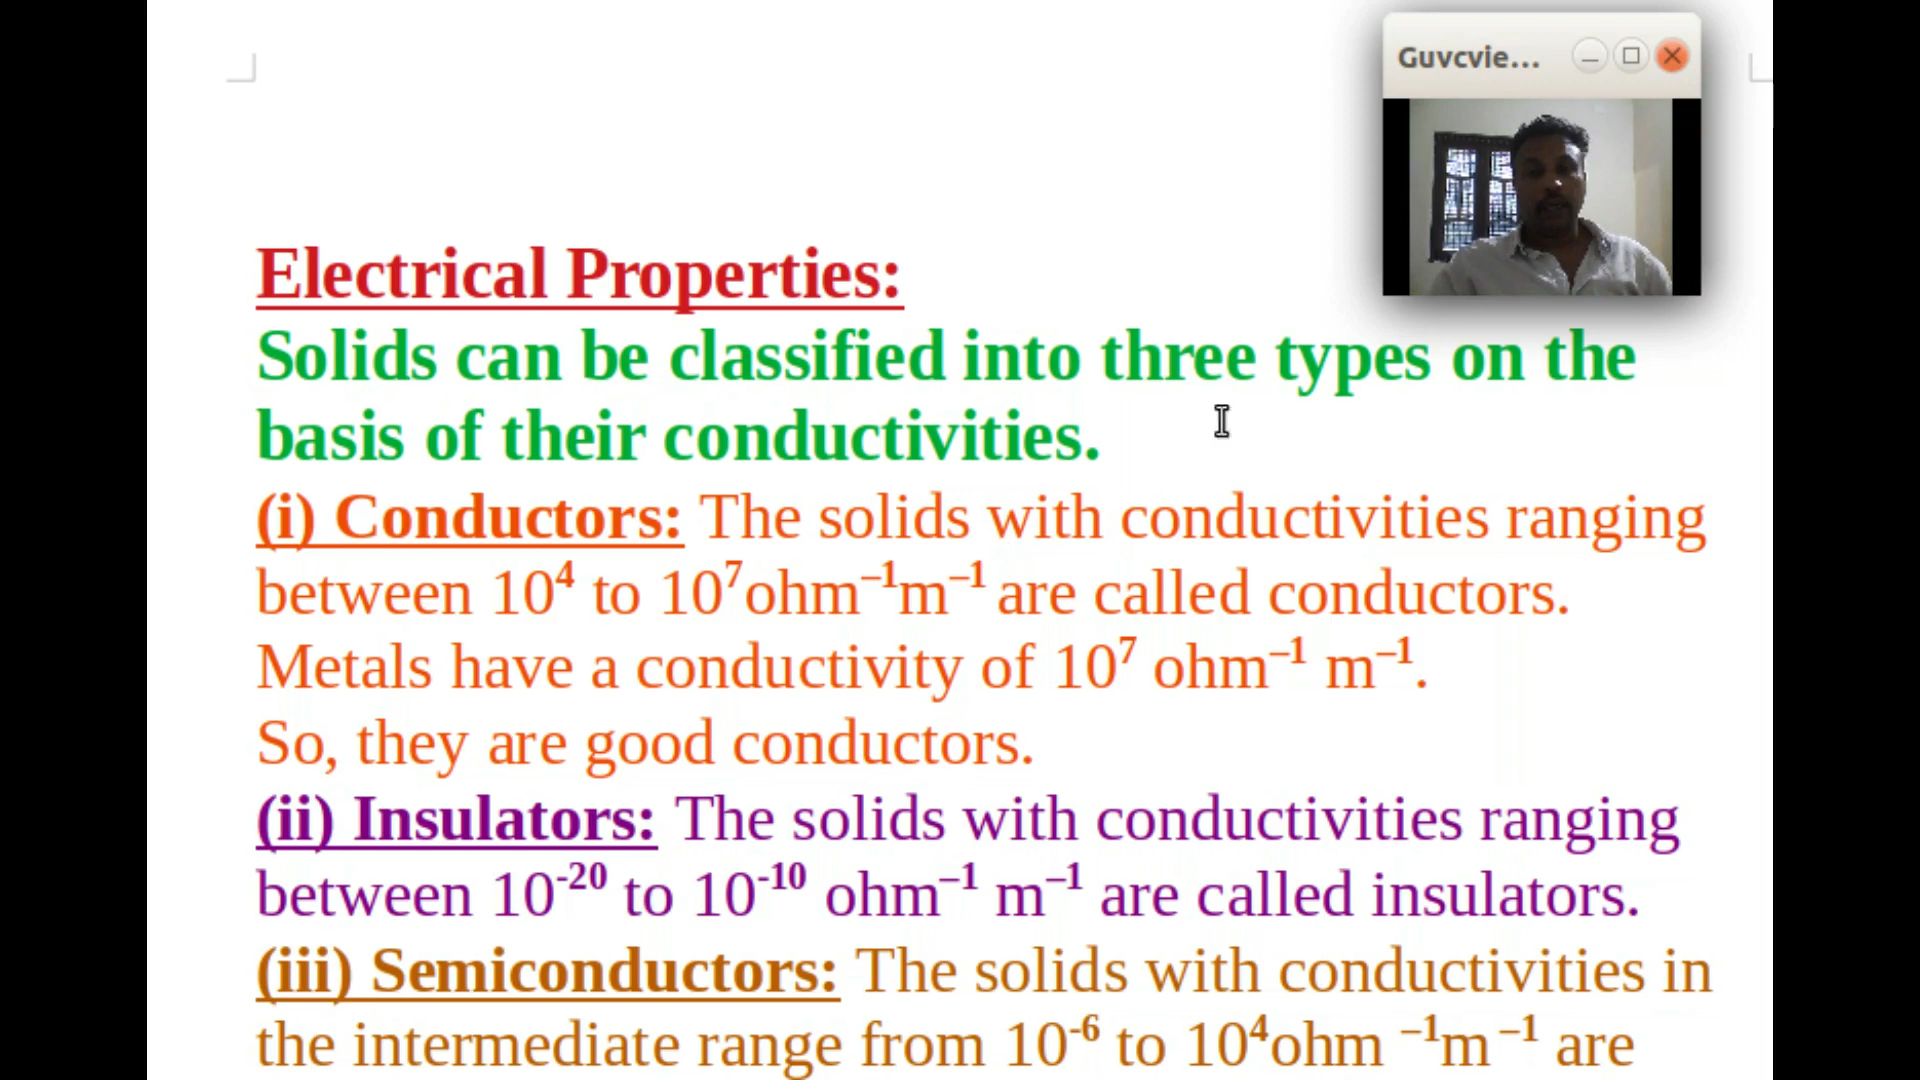 Guvcvie...
Electrical Properties:
Solids can be classified into three types on the
basis of their conductivities.
(i) Conductors: The solids with conductivities ranging
between 10⁴ to 10⁷ohm⁻¹m⁻¹ are called conductors.
Metals have a conductivity of 10⁷ ohm⁻¹ m⁻¹.
So, they are good conductors.
(ii) Insulators: The solids with conductivities ranging
between 10⁻²⁰ to 10⁻¹⁰ ohm⁻¹ m⁻¹ are called insulators.
(iii) Semiconductors: The solids with conductivities in
the intermediate range from 10⁻⁶ to 10⁴ohm ⁻¹m ⁻¹ are